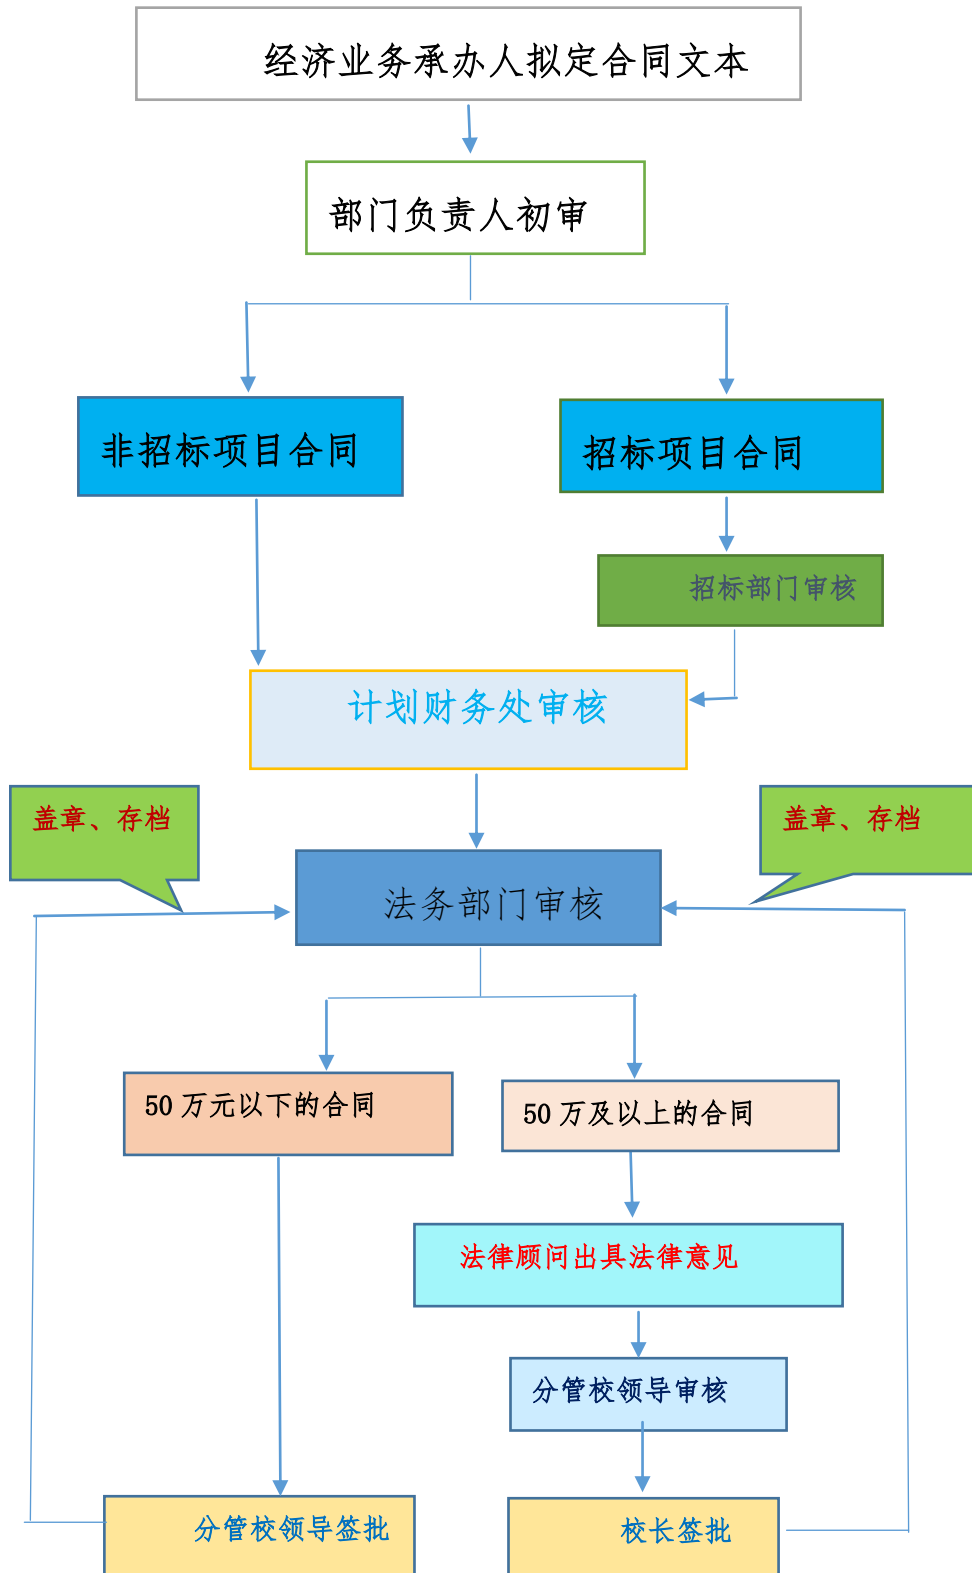 经济业务承办人拟定合同文本
部门负责人初审
非招标项目合同
招标项目合同
招标部门审核
计划财务处审核
盖章、存档
盖章、存档
法务部门审核
50 万元以下的合同
50 万及以上的合同
法律顾问出具法律意见
分管校领导审核
分管校领导签批
校长签批